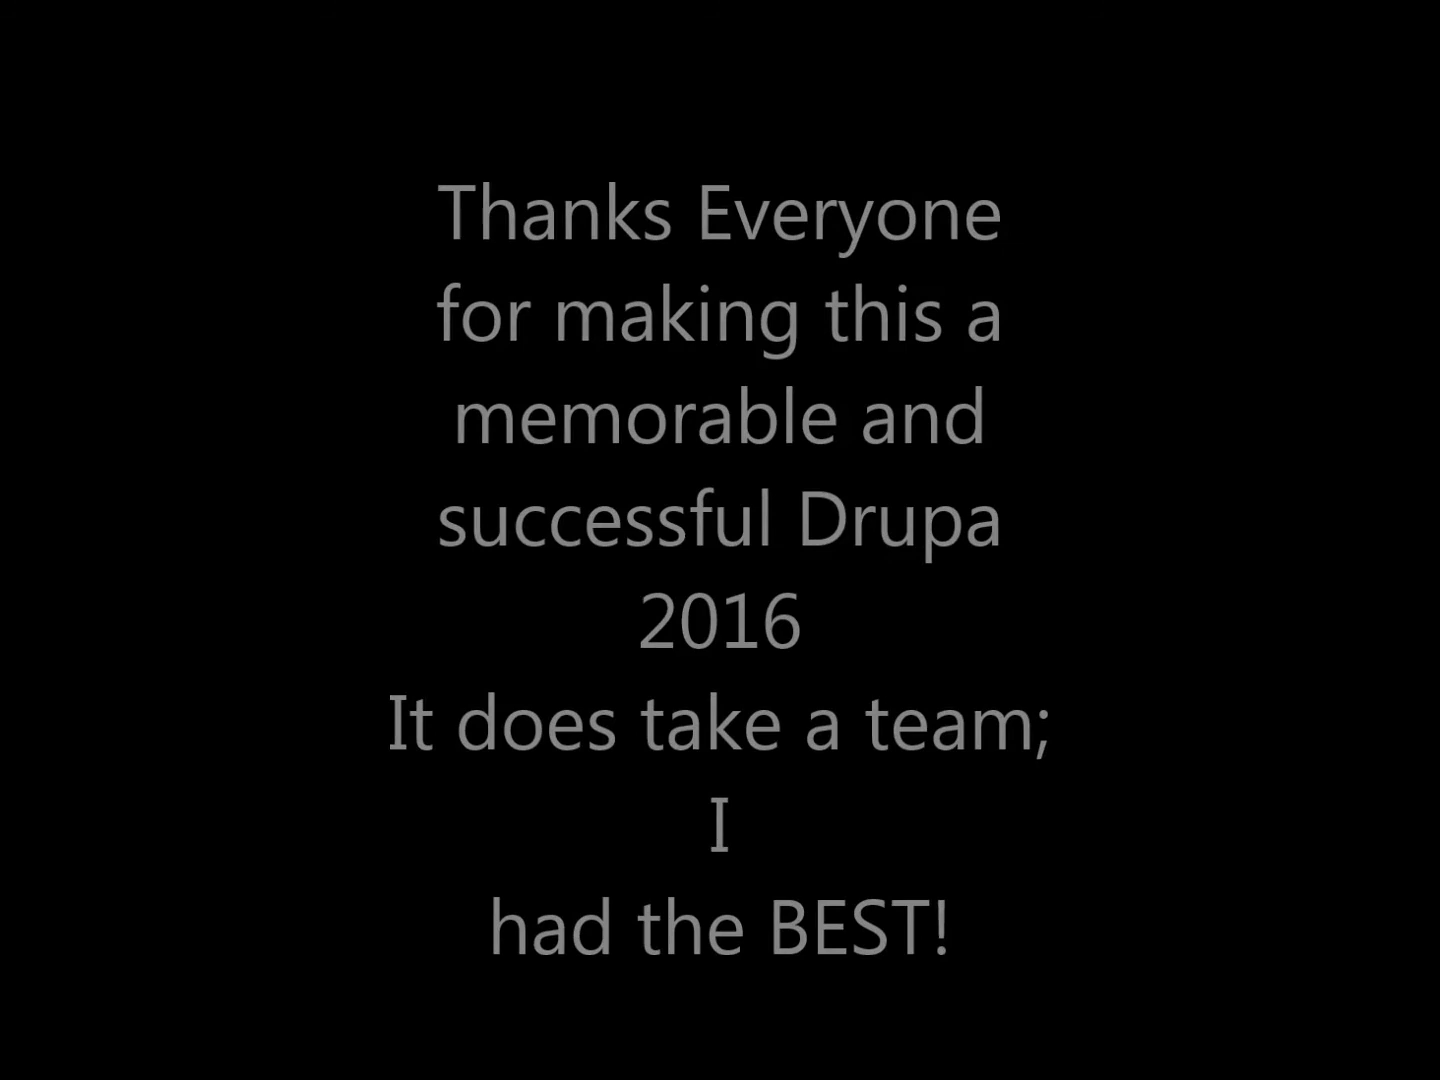 Thanks Everyone
for making this a
memorable and
successful Drupa
2016
It does take a team;
I
had the BEST!